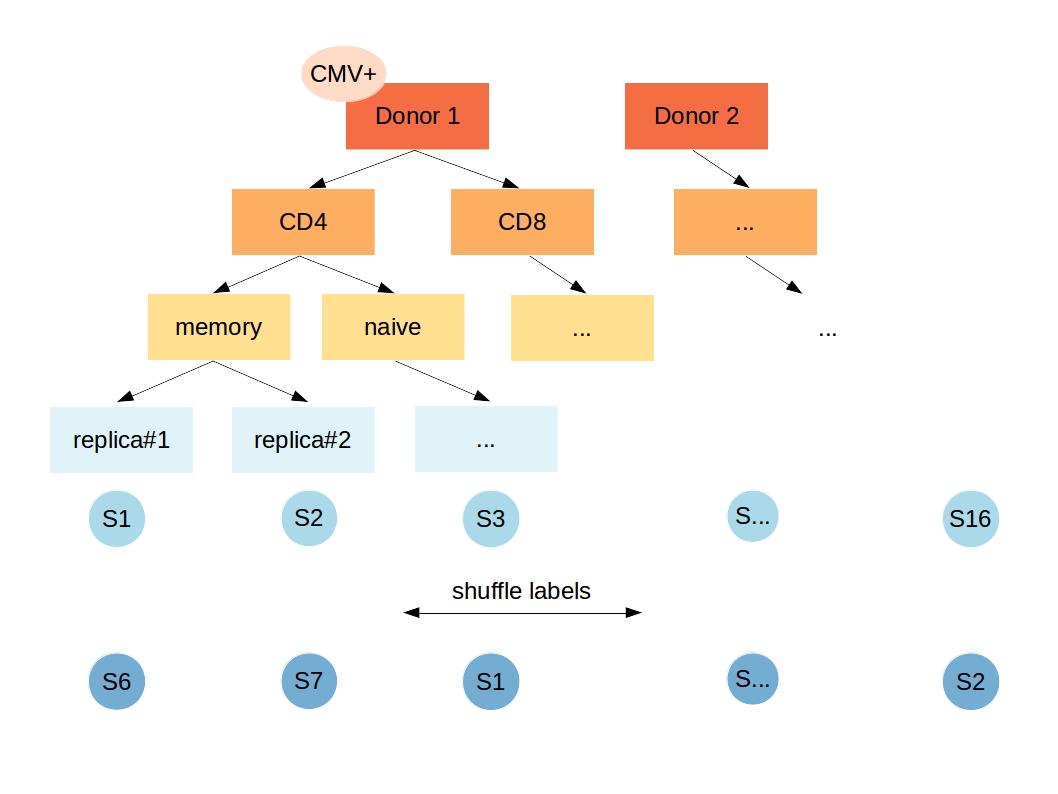 CMV+
Donor 1
Donor 2
CD4
CD8
...
memory
naive
...
...
replica#1
replica#2
...
S1
S2
S3
S...
S16
shuffle labels
S6
S7
S1
S...
S2